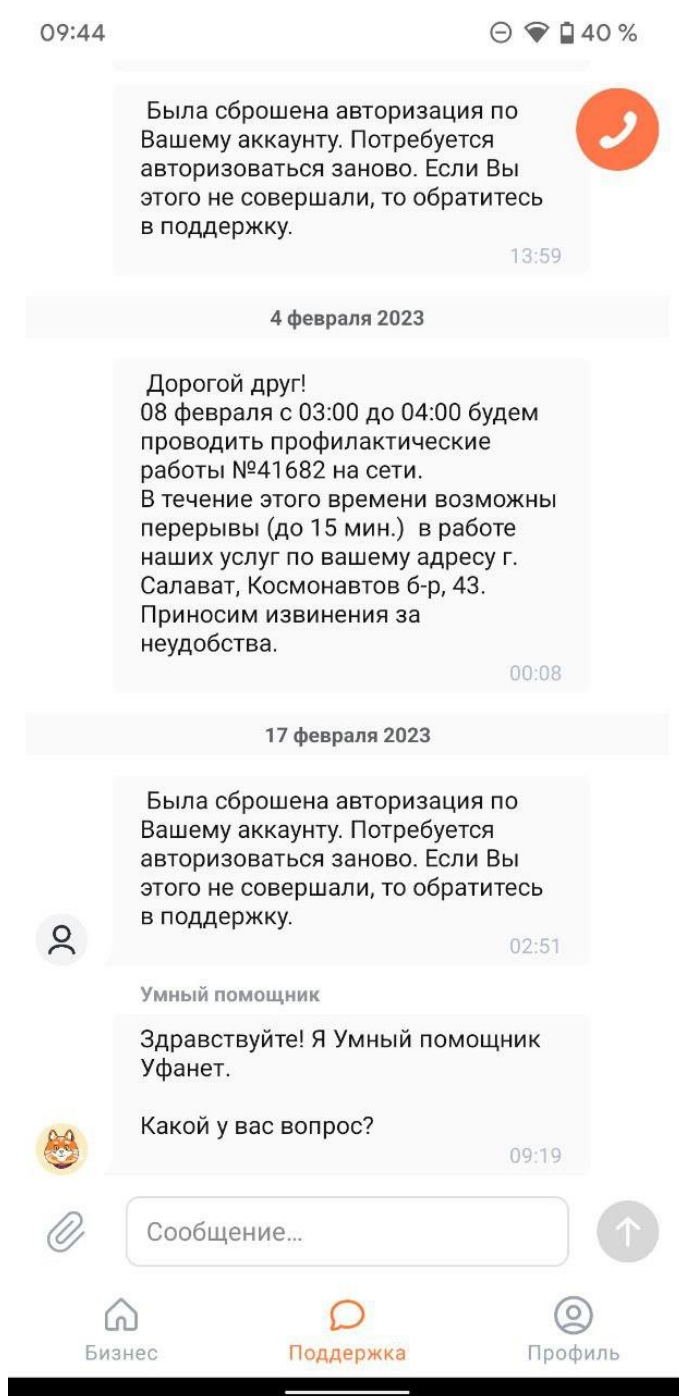 09:44
40 %
Была сброшена авторизация по
Вашему аккаунту. Потребуется
авторизоваться заново. Если Вы
этого не совершали, то обратитесь
в поддержку.
13:59
4 февраля 2023
Дорогой друг!
08 февраля с 03:00 до 04:00 будем
проводить профилактические
работы №41682 на сети.
В течение этого времени возможны
перерывы (до 15 мин.)  в работе
наших услуг по вашему адресу г.
Салават, Космонавтов б-р, 43.
Приносим извинения за
неудобства.
00:08
17 февраля 2023
Была сброшена авторизация по
Вашему аккаунту. Потребуется
авторизоваться заново. Если Вы
этого не совершали, то обратитесь
в поддержку.
02:51
Умный помощник
Здравствуйте! Я Умный помощник
Уфанет.
Какой у вас вопрос?
09:19
Сообщение...
Бизнес
Поддержка
Профиль